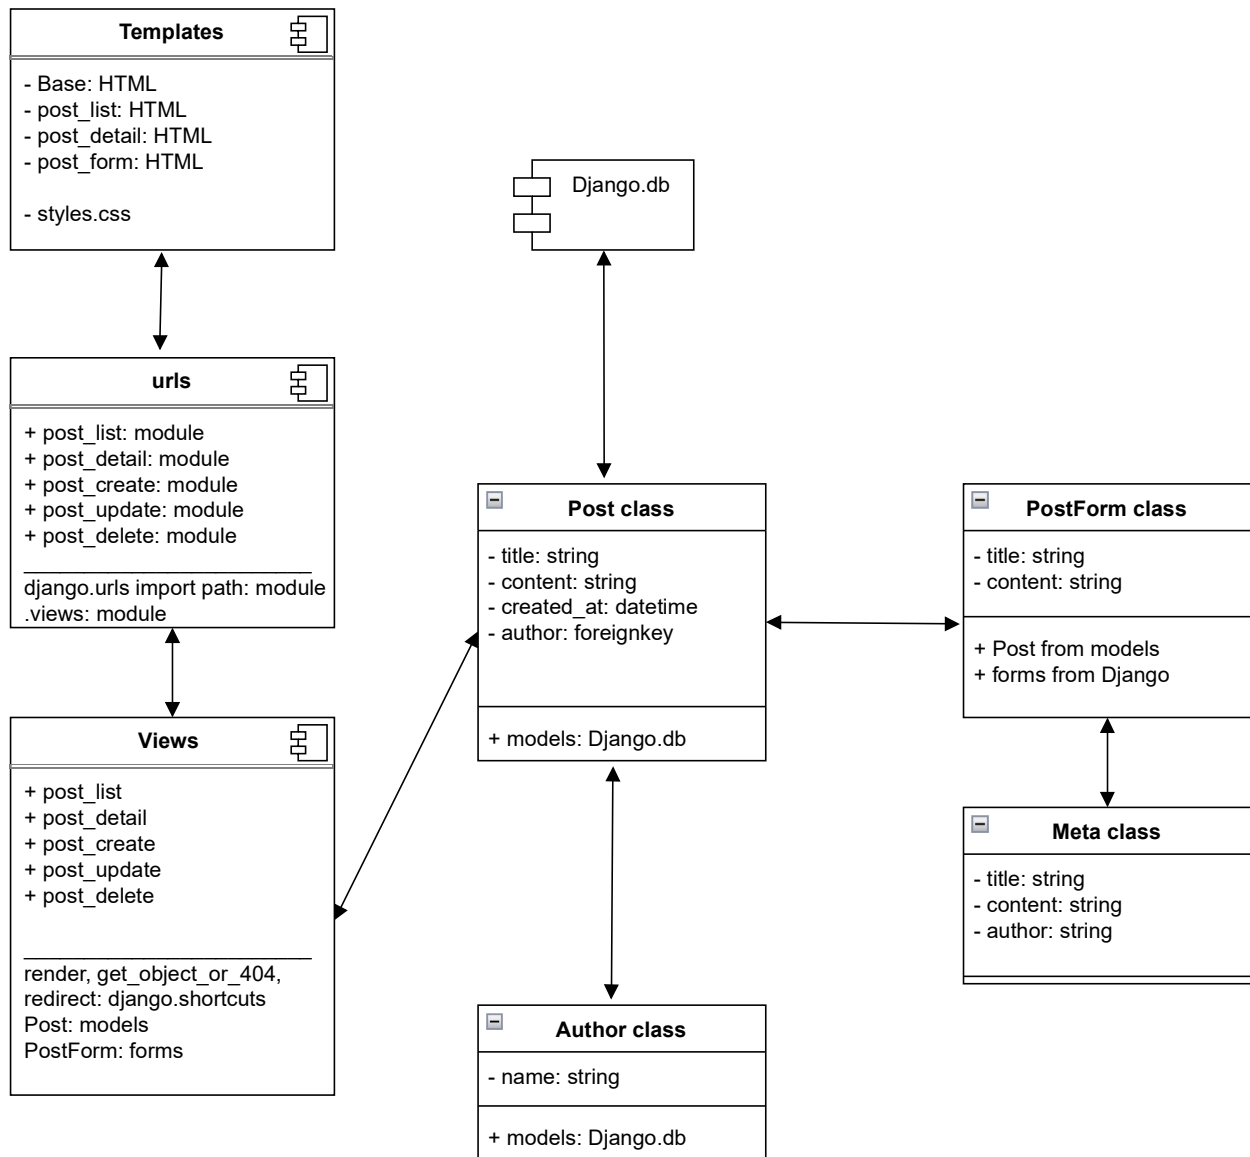 Templates
- Base: HTML
- post_list: HTML
- post_detail: HTML
- post_form: HTML
- styles.css
urls
+ post_list: module
+ post_detail: module
+ post_create: module
+ post_update: module
+ post_delete: module
django.urls import path: module
.views: module
Views
+ post_list
+ post_detail
+ post_create
+ post_update
+ post_delete
render, get_object_or_404,
redirect: django.shortcuts
Post: models
PostForm: forms
Django.db
Post class
- title: string
- content: string
- created_at: datetime
- author: foreignkey
+ models: Django.db
Author class
- name: string
+ models: Django.db
PostForm class
- title: string
- content: string
+ Post from models
+ forms from Django
Meta class
- title: string
- content: string
- author: string